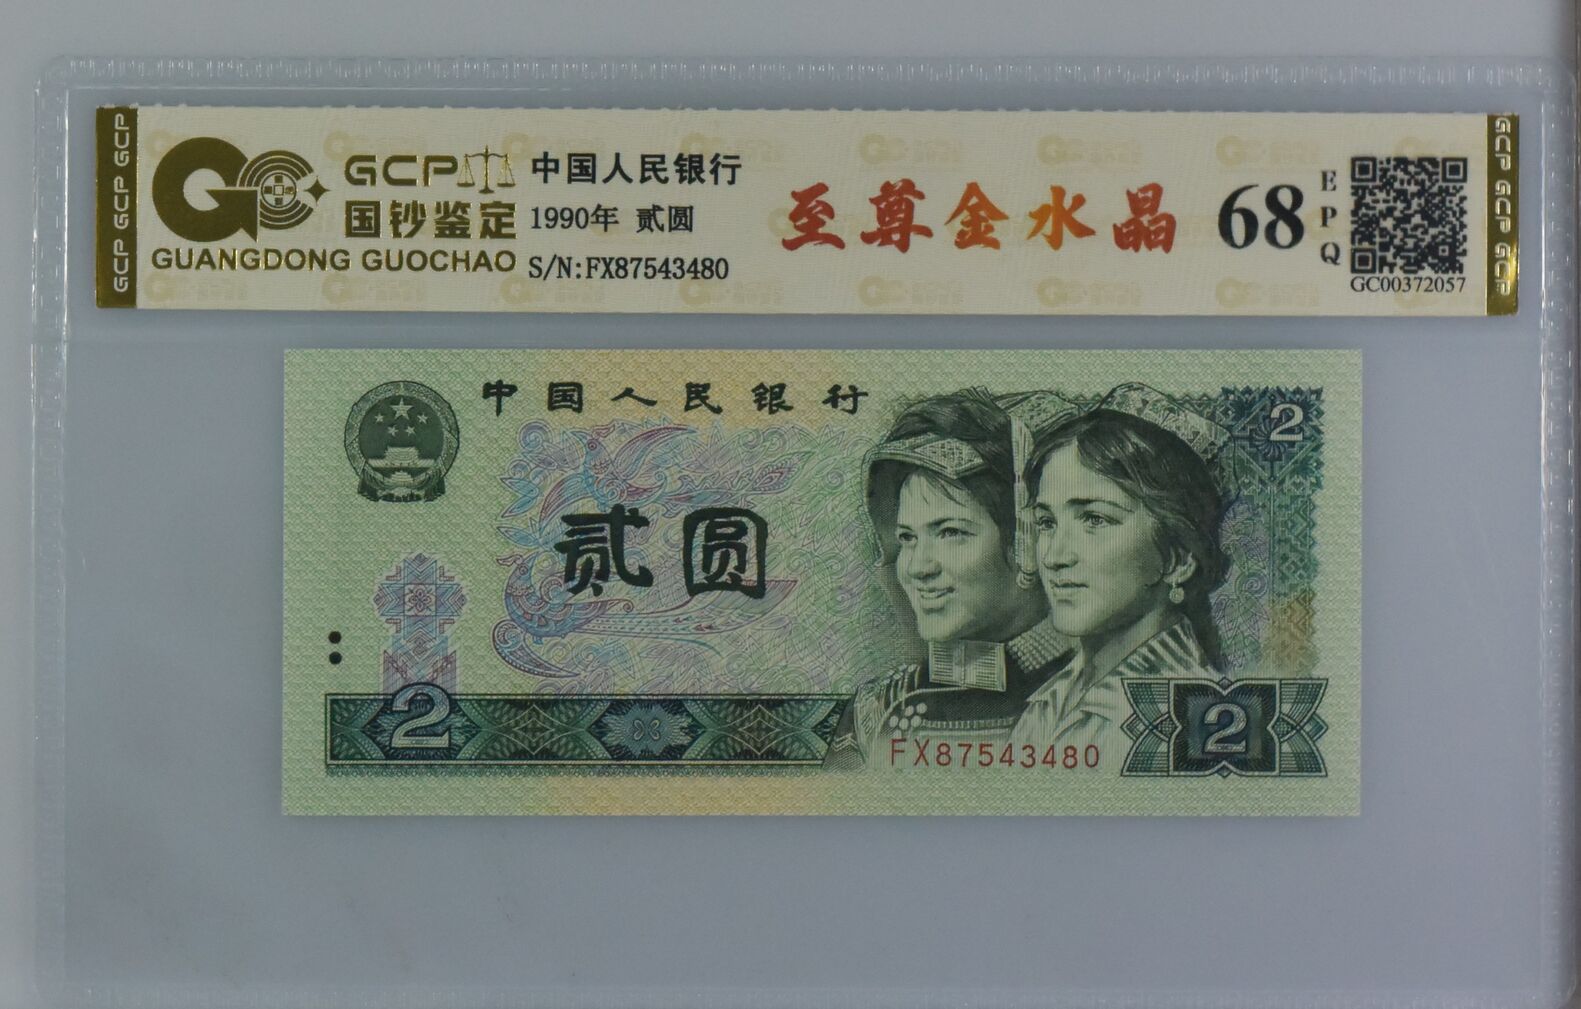 GCP GCP GCP
GCP
国钞鉴定
GUANGDONG GUOCHAO
中国人民银行
1990年 贰圆
S/N:FX87543480
至尊金水晶
68
EPQ
GC00372057
GCP GCP GCP
中国人民银行
2
贰圆
2
FX87543480
2